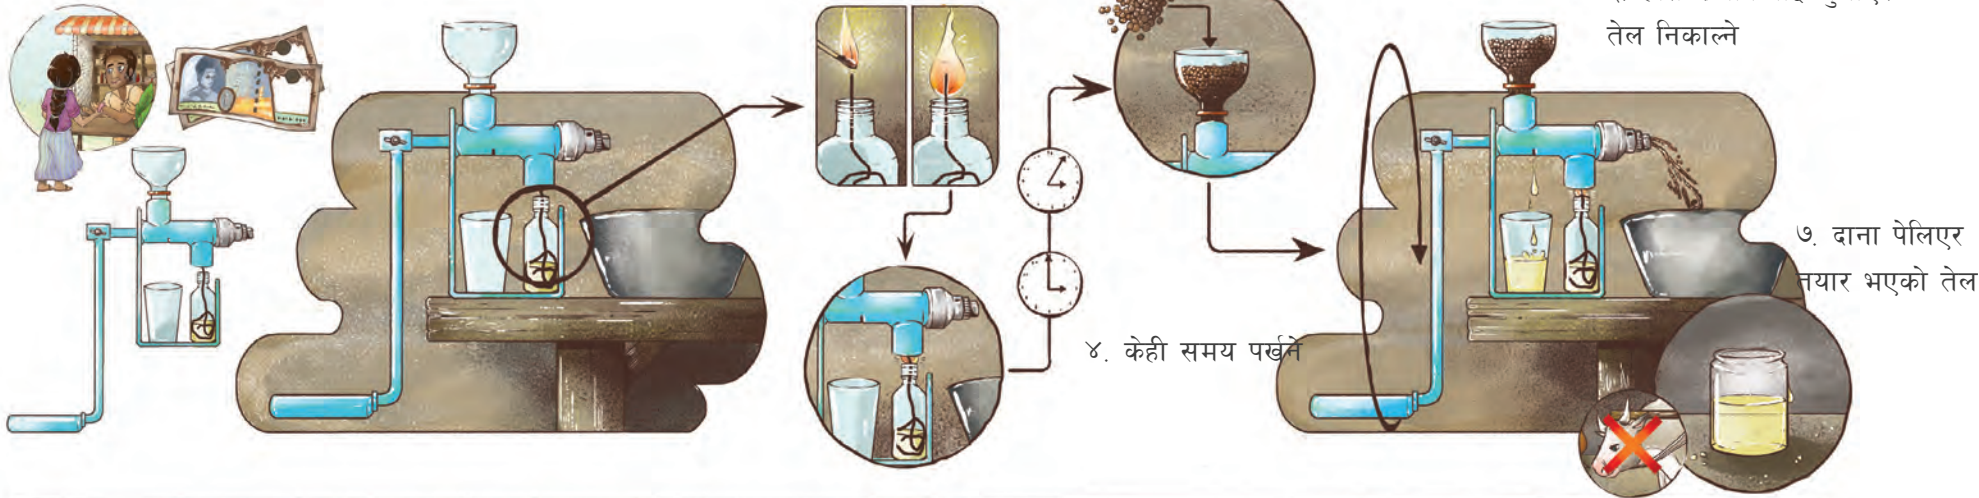 तेल निकाल्ने
७. दाना पेलिएर
तयार भएको तेल
४. केही समय पर्खने